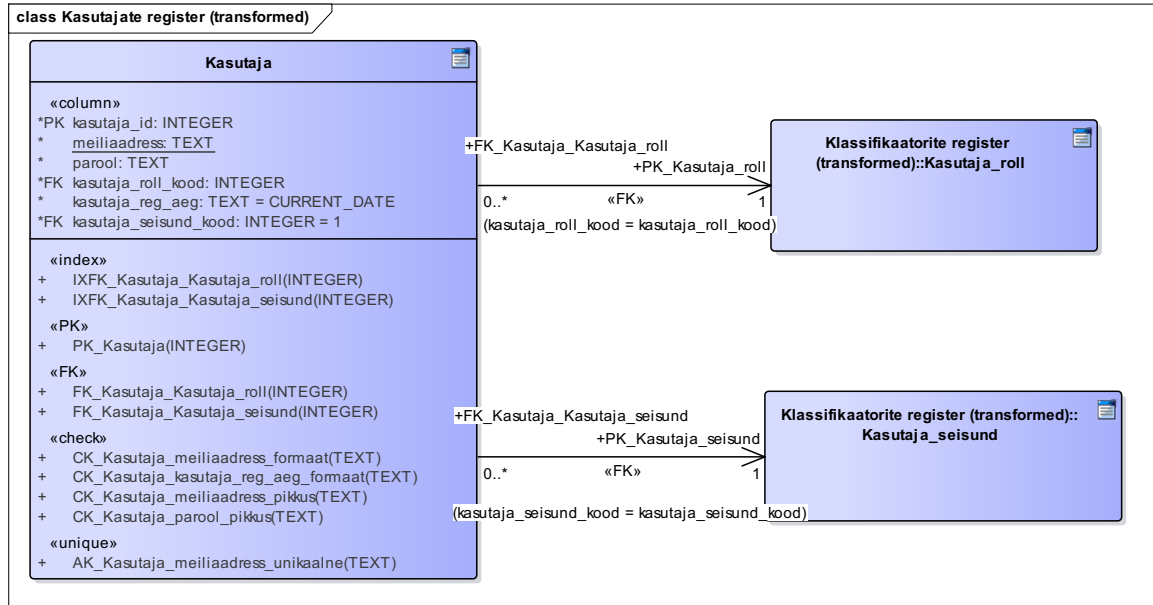 class Kasutajate register (transformed)
Kasutaja
«column»
*PK kasutaja_id: INTEGER
* meiliaadress: TEXT
* parool: TEXT
*FK kasutaja_roll_kood: INTEGER
* kasutaja_reg_aeg: TEXT = CURRENT_DATE
*FK kasutaja_seisund_kood: INTEGER = 1
«index»
+ IXFK_Kasutaja_Kasutaja_roll(INTEGER)
+ IXFK_Kasutaja_Kasutaja_seisund(INTEGER)
«PK»
+ PK_Kasutaja(INTEGER)
«FK»
+ FK_Kasutaja_Kasutaja_roll(INTEGER)
+ FK_Kasutaja_Kasutaja_seisund(INTEGER)
«check»
+ CK_Kasutaja_meiliaadress_formaat(TEXT)
+ CK_Kasutaja_kasutaja_reg_aeg_formaat(TEXT)
+ CK_Kasutaja_meiliaadress_pikkus(TEXT)
+ CK_Kasutaja_parool_pikkus(TEXT)
«unique»
+ AK_Kasutaja_meiliaadress_unikaalne(TEXT)
+FK_Kasutaja_Kasutaja_roll
+PK_Kasutaja_roll
0..* «FK» 1
(kasutaja_roll_kood = kasutaja_roll_kood)
Klassifikaatorite register
(transformed)::Kasutaja_roll
+FK_Kasutaja_Kasutaja_seisund
+PK_Kasutaja_seisund
0..* «FK» 1
(kasutaja_seisund_kood = kasutaja_seisund_kood)
Klassifikaatorite register (transformed)::
Kasutaja_seisund